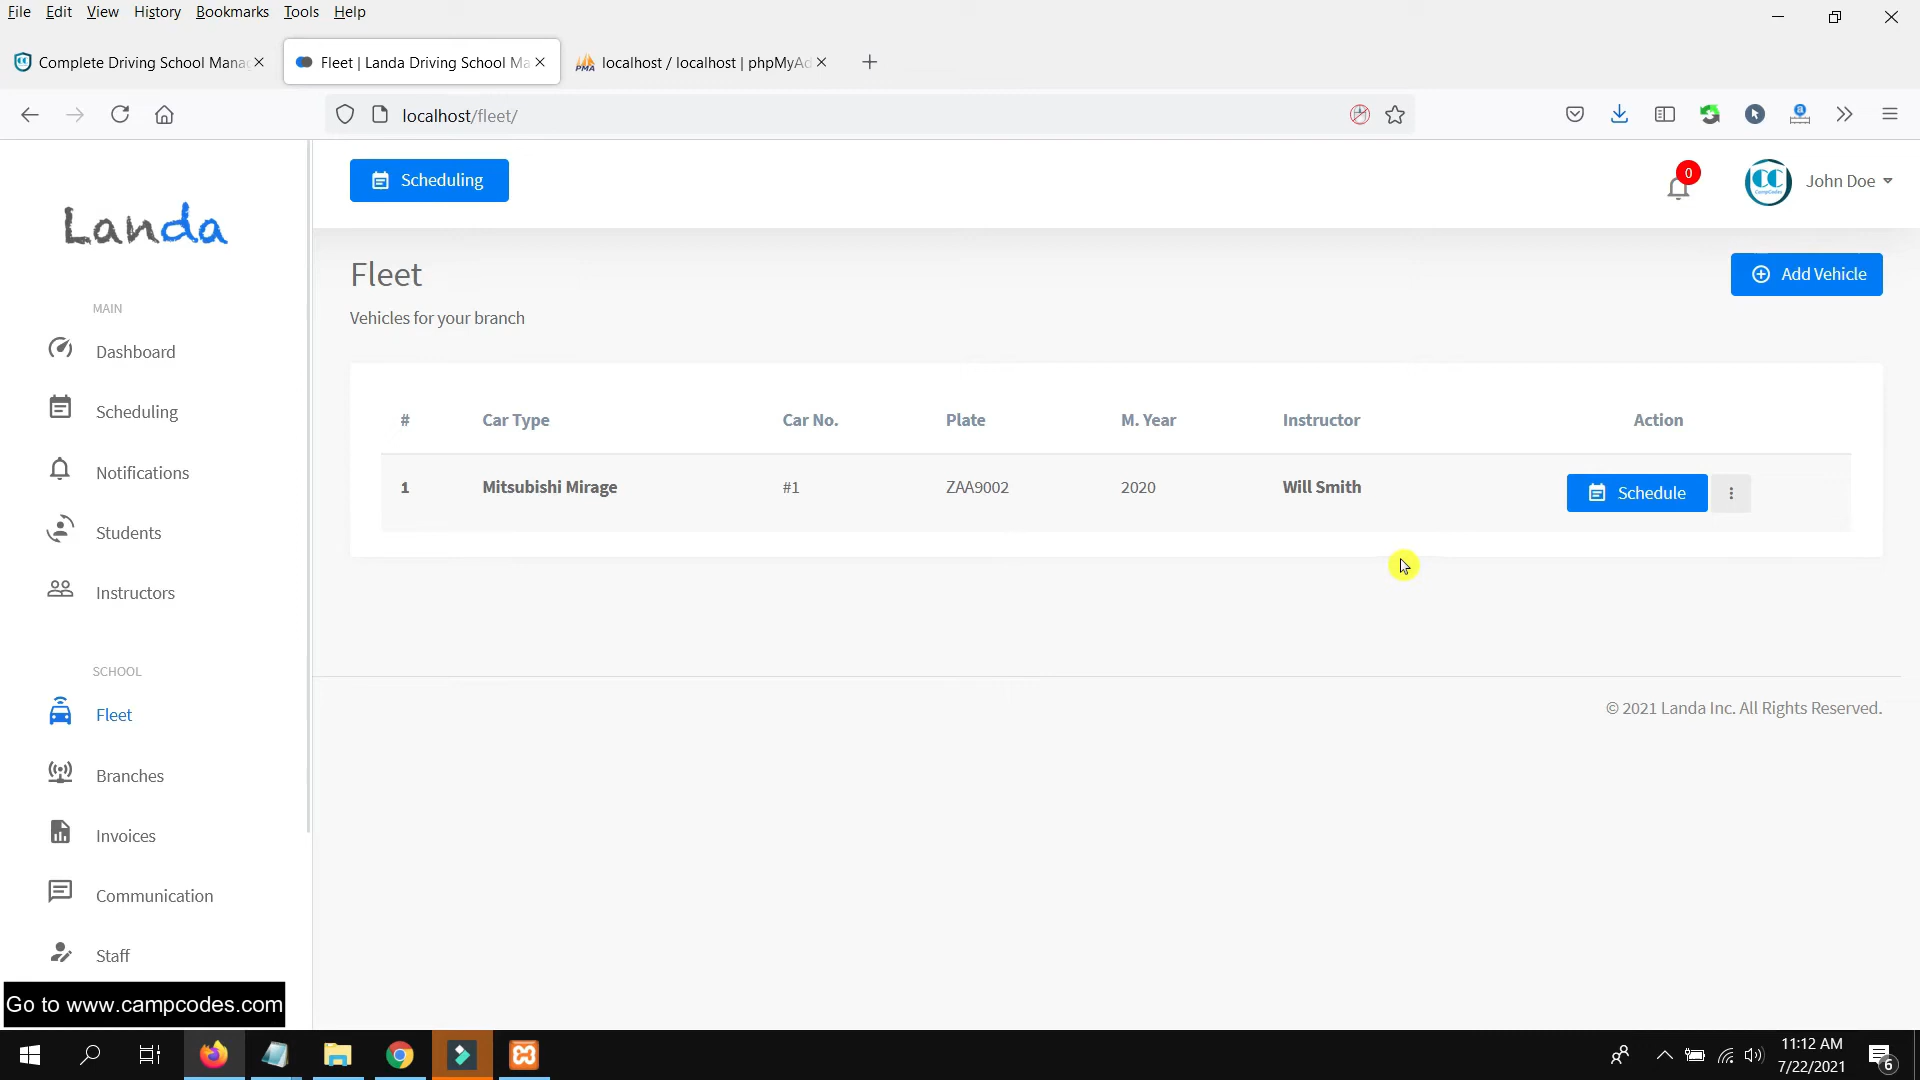 File Edit View History Bookmarks Tools Help
Complete Driving School Mana
Fleet | Landa Driving School Ma
localhost / localhost | phpMyAd
localhost/fleet/
Landa
Scheduling
0
John Doe
MAIN
Dashboard
Scheduling
Notifications
Students
Instructors
SCHOOL
Fleet
Branches
Invoices
Communication
Staff
Fleet
Add Vehicle
Vehicles for your branch
# Car Type Car No. Plate M. Year Instructor Action
1 Mitsubishi Mirage #1 ZAA9002 2020 Will Smith Schedule
© 2021 Landa Inc. All Rights Reserved.
Go to www.campcodes.com
11:12 AM
7/22/2021
6